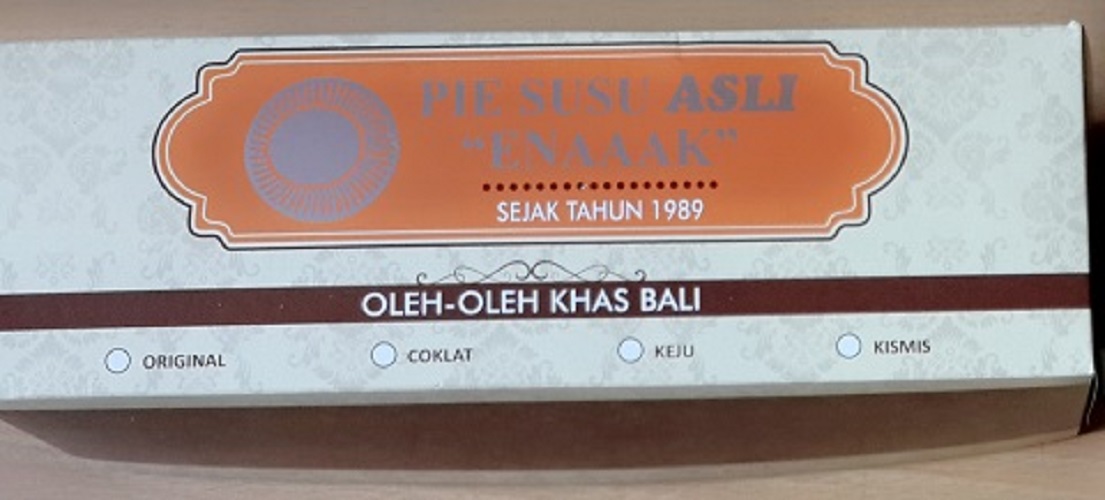 PIE SUSU ASLI
"ENAAAK"
SEJAK TAHUN 1989
OLEH-OLEH KHAS BALI
ORIGINAL COKLAT KEJU KISMIS